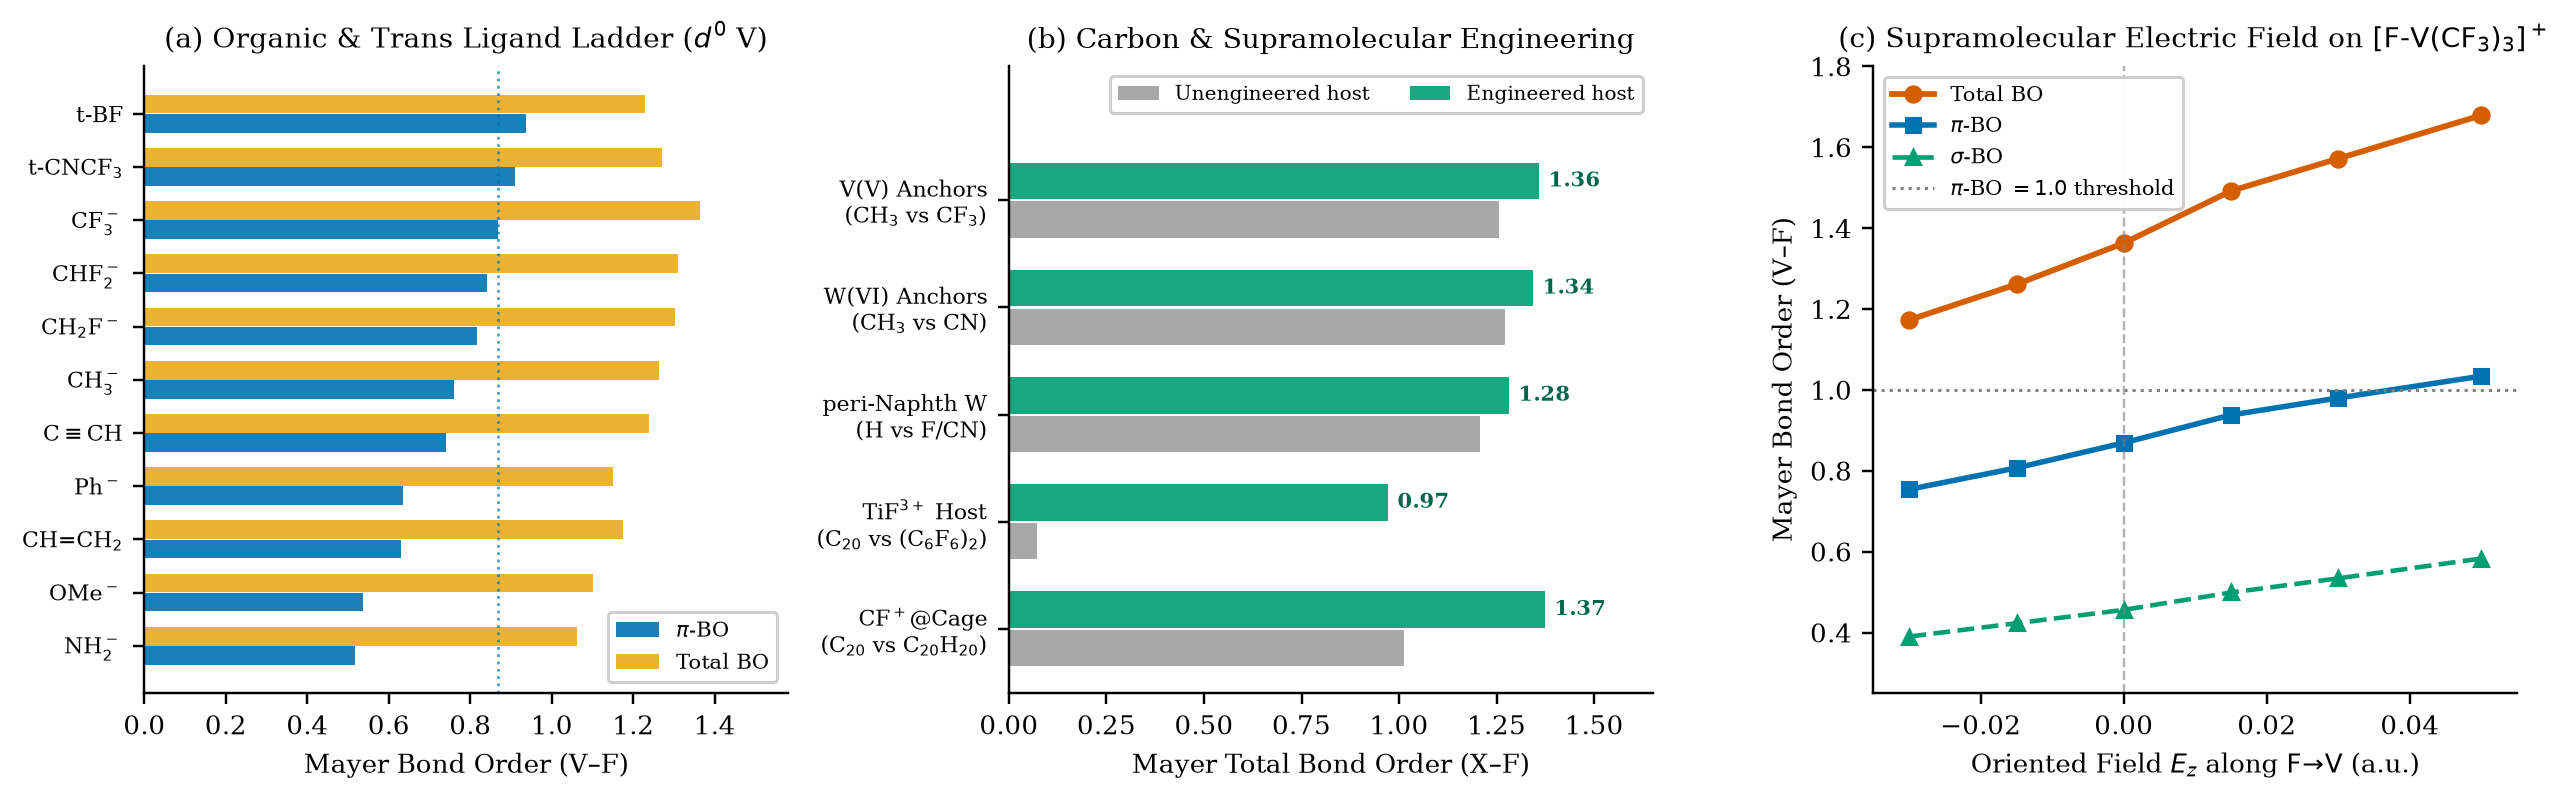 (a) Organic & Trans Ligand Ladder (d⁰ V)
t-BF
t-CNCF₃
CF₃⁻
CHF₂⁻
CH₂F⁻
CH₃⁻
C≡CH
Ph⁻
CH=CH₂
OMe⁻
NH₂⁻
π-BO
Total BO
0.0 0.2 0.4 0.6 0.8 1.0 1.2 1.4
Mayer Bond Order (V–F)
(b) Carbon & Supramolecular Engineering
Unengineered host
Engineered host
V(V) Anchors
(CH₃ vs CF₃)
1.36
W(VI) Anchors
(CH₃ vs CN)
1.34
peri-Naphth W
(H vs F/CN)
1.28
TiF³⁺ Host
(C₂₀ vs (C₆F₆)₂)
0.97
CF⁺@Cage
(C₂₀ vs C₂₀H₂₀)
1.37
0.00 0.25 0.50 0.75 1.00 1.25 1.50
Mayer Total Bond Order (X–F)
(c) Supramolecular Electric Field on [F-V(CF₃)₃]⁺
Total BO
π-BO
σ-BO
π-BO = 1.0 threshold
1.8
1.6
1.4
1.2
1.0
0.8
0.6
0.4
Mayer Bond Order (V–F)
−0.02 0.00 0.02 0.04
Oriented Field E_z along F→V (a.u.)